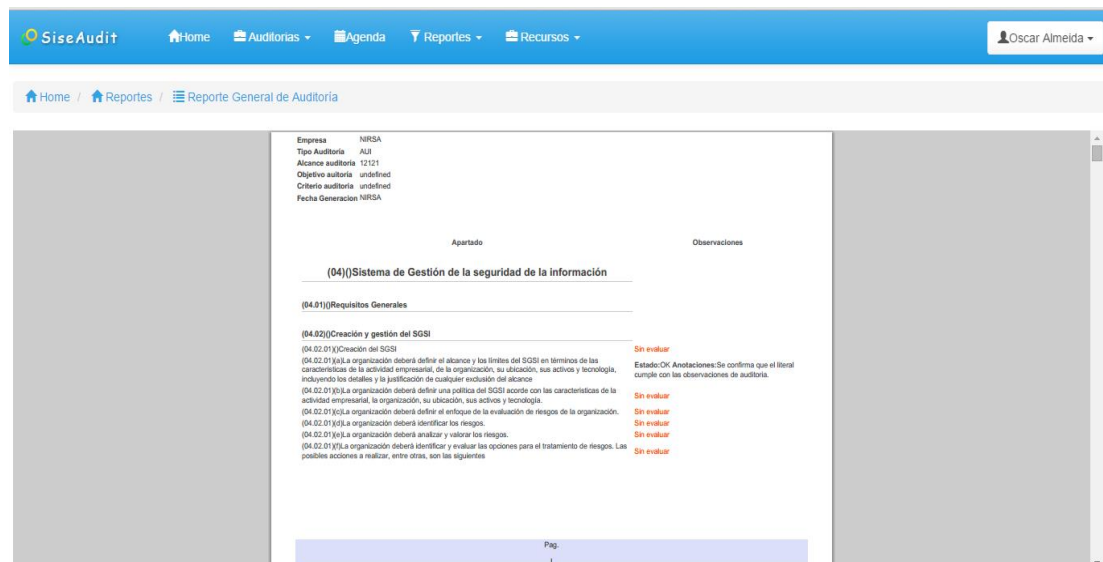 SiseAudit Home Auditorias Agenda Reportes Recursos Oscar Almeida
Home / Reportes / Reporte General de Auditoría
Empresa NIRSA
Tipo Auditoría AUI
Alcance auditoria 12121
Objetivo auitoria undefined
Criterio auditoria undefined
Fecha Generacion NIRSA
Apartado Observaciones
(04)()Sistema de Gestión de la seguridad de la información
(04.01)()Requisitos Generales
(04.02)()Creación y gestión del SGSI
(04.02.01)()Creación del SGSI Sin evaluar
(04.02.01)(a)La organización deberá definir el alcance y los límites del SGSI en términos de las
características de la actividad empresarial, de la organización, su ubicación, sus activos y tecnología,
incluyendo los detalles y la justificación de cualquier exclusión del alcance
Estado:OK Anotaciones:Se confirma que el literal
cumple con las observaciones de auditoria.
(04.02.01)(b)La organización deberá definir una política del SGSI acorde con las características de la
actividad empresarial, la organización, su ubicación, sus activos y tecnología.
Sin evaluar
(04.02.01)(c)La organización deberá definir el enfoque de la evaluación de riesgos de la organización. Sin evaluar
(04.02.01)(d)La organización deberá identificar los riesgos. Sin evaluar
(04.02.01)(e)La organización deberá analizar y valorar los riesgos. Sin evaluar
(04.02.01)(f)La organización deberá identificar y evaluar las opciones para el tratamiento de riesgos. Las
posibles acciones a realizar, entre otras, son las siguientes
Sin evaluar
Pag.